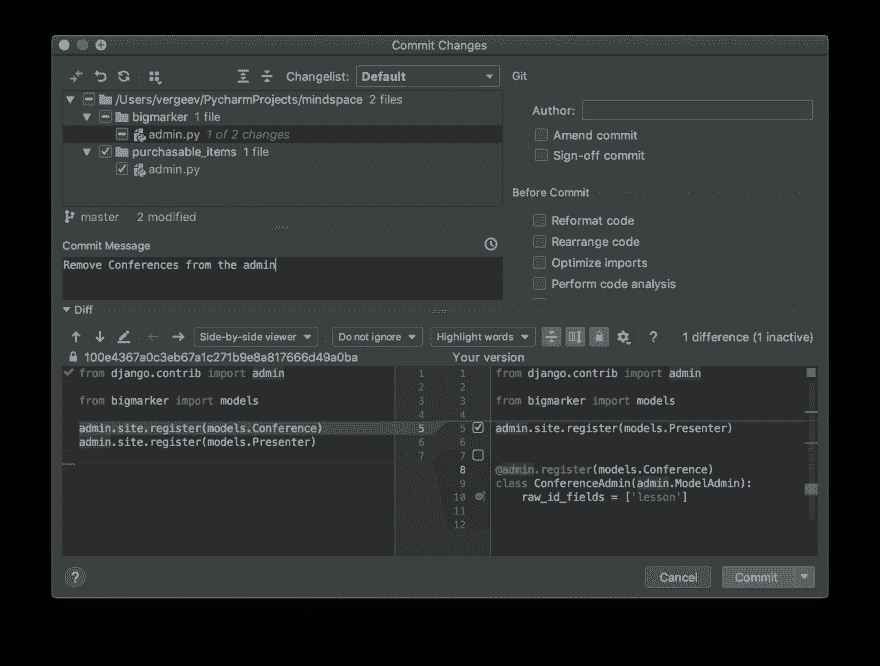 Commit Changes
Changelist: Default
/Users/vergeev/PycharmProjects/mindspace 2 files
bigmarker 1 file
admin.py 1 of 2 changes
purchasable_items 1 file
admin.py
master 2 modified
Commit Message
Remove Conferences from the admin
Git
Author:
Amend commit
Sign-off commit
Before Commit
Reformat code
Rearrange code
Optimize imports
Perform code analysis
Diff
Side-by-side viewer Do not ignore Highlight words ? 1 difference (1 inactive)
100e4367a0c3eb67a1c271b9e8a817666d49a0ba Your version
from django.contrib import admin 1
2
from bigmarker import models 3
4
admin.site.register(models.Conference) 5
admin.site.register(models.Presenter) 6
7
1 from django.contrib import admin
2
3 from bigmarker import models
4
5 admin.site.register(models.Presenter)
6
7
8 @admin.register(models.Conference)
9 class ConferenceAdmin(admin.ModelAdmin):
10 raw_id_fields = ['lesson']
11
12
? Cancel Commit